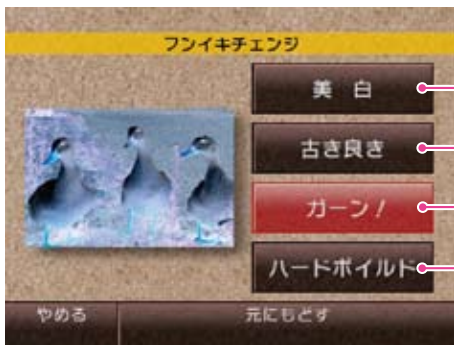 フンイキチェンジ
美 白
古き良き
ガーン!
ハードボイルド
やめる
元にもどす